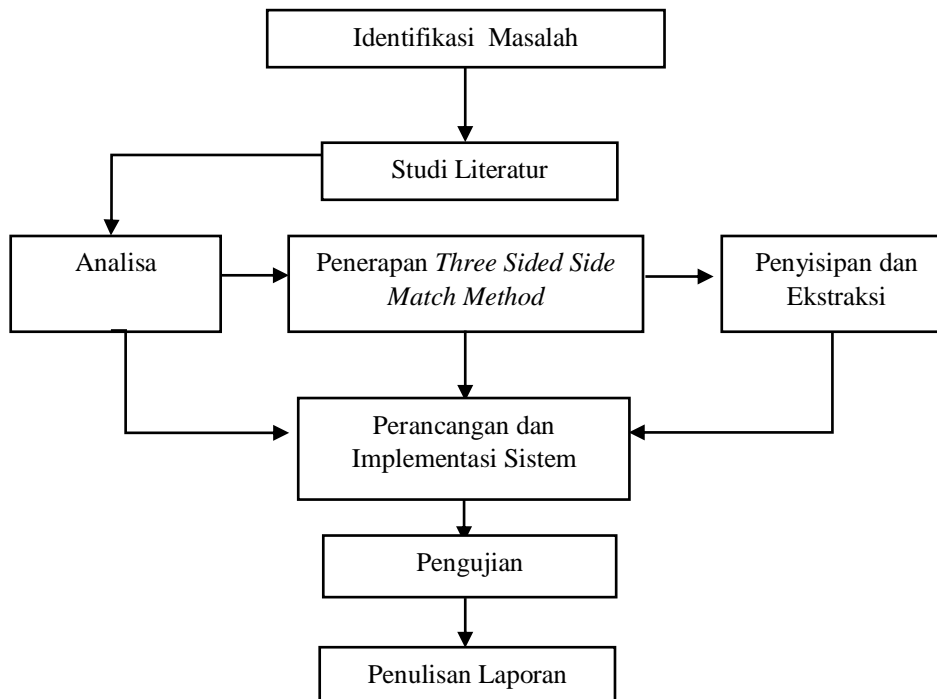 Identifikasi Masalah
Studi Literatur
Analisa
Penerapan Three Sided Side
Match Method
Penyisipan dan
Ekstraksi
Perancangan dan
Implementasi Sistem
Pengujian
Penulisan Laporan